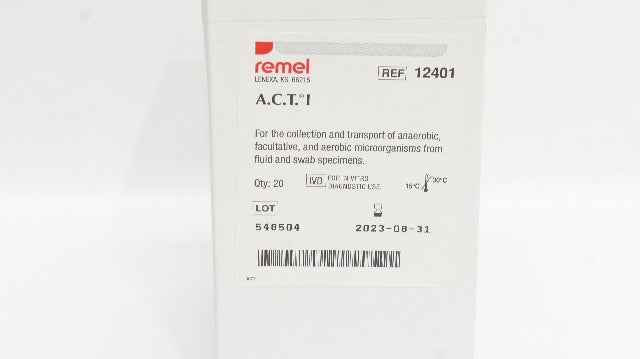 remel
LENEXA, KS 66215
REF 12401
A.C.T.® I
For the collection and transport of anaerobic,
facultative, and aerobic microorganisms from
fluid and swab specimens.
Qty: 20
IVD FOR IN VITRO
DIAGNOSTIC USE.
15°C 30°C
LOT
548504
2023-08-31